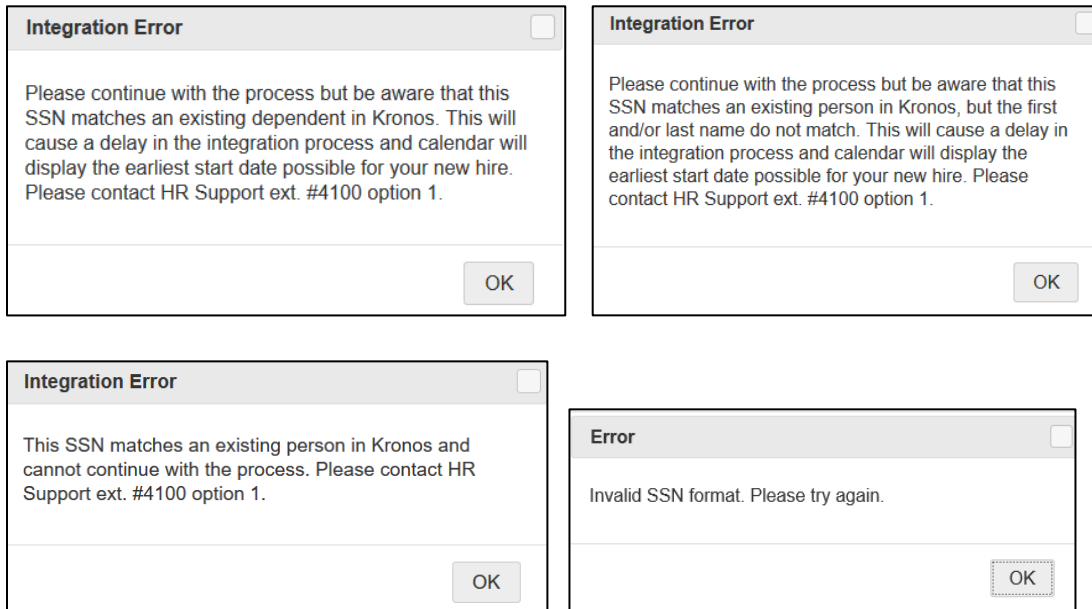 Integration Error
Please continue with the process but be aware that this
SSN matches an existing dependent in Kronos. This will
cause a delay in the integration process and calendar will
display the earliest start date possible for your new hire.
Please contact HR Support ext. #4100 option 1.
OK
Integration Error
Please continue with the process but be aware that this
SSN matches an existing person in Kronos, but the first
and/or last name do not match. This will cause a delay in
the integration process and calendar will display the
earliest start date possible for your new hire. Please
contact HR Support ext. #4100 option 1.
OK
Integration Error
This SSN matches an existing person in Kronos and
cannot continue with the process. Please contact HR
Support ext. #4100 option 1.
OK
Error
Invalid SSN format. Please try again.
OK